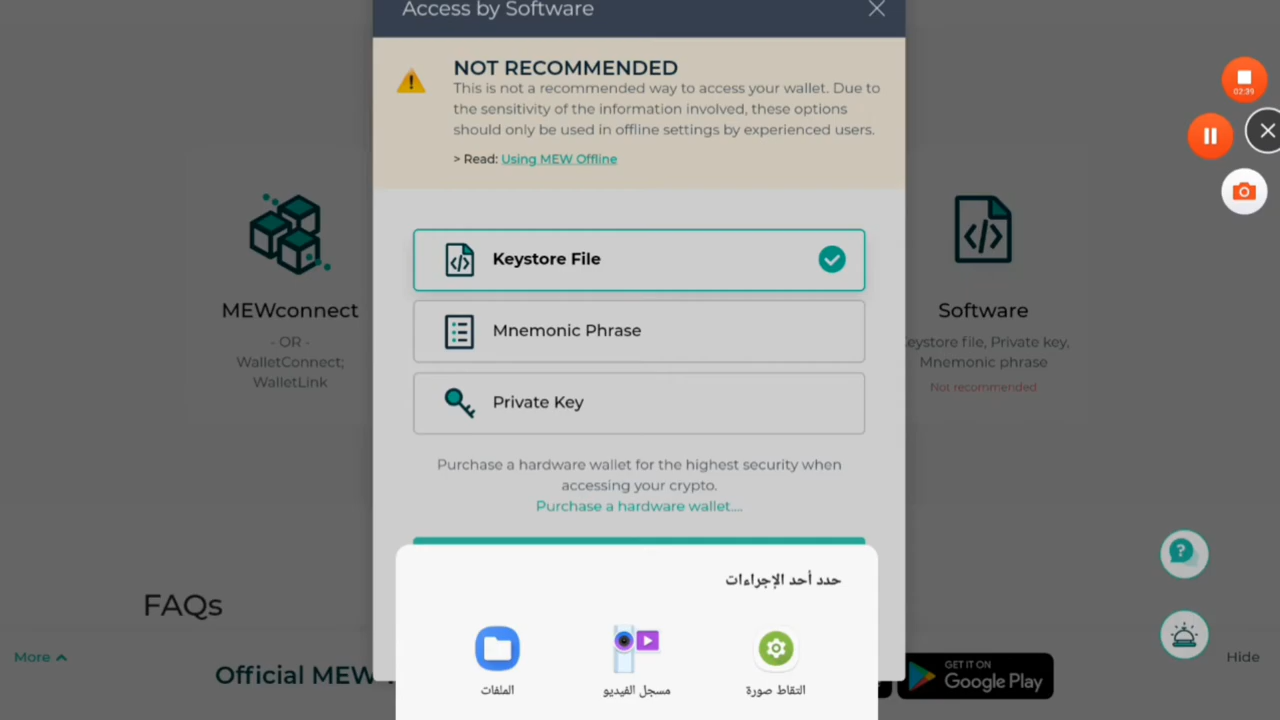 Access by Software
NOT RECOMMENDED
This is not a recommended way to access your wallet. Due to
the sensitivity of the information involved, these options
should only be used in offline settings by experienced users.
> Read: Using MEW Offline
02:39
Keystore File
Mnemonic Phrase
Private Key
MEWconnect
- OR -
WalletConnect;
WalletLink
Software
eystore file, Private key,
Mnemonic phrase
Not recommended
Purchase a hardware wallet for the highest security when
accessing your crypto.
Purchase a hardware wallet....
حدد أحد الإجراءات
التقاط صورة
مسجل الفيديو
الملفات
FAQs
More
Official MEW
GET IT ON
Google Play
Hide